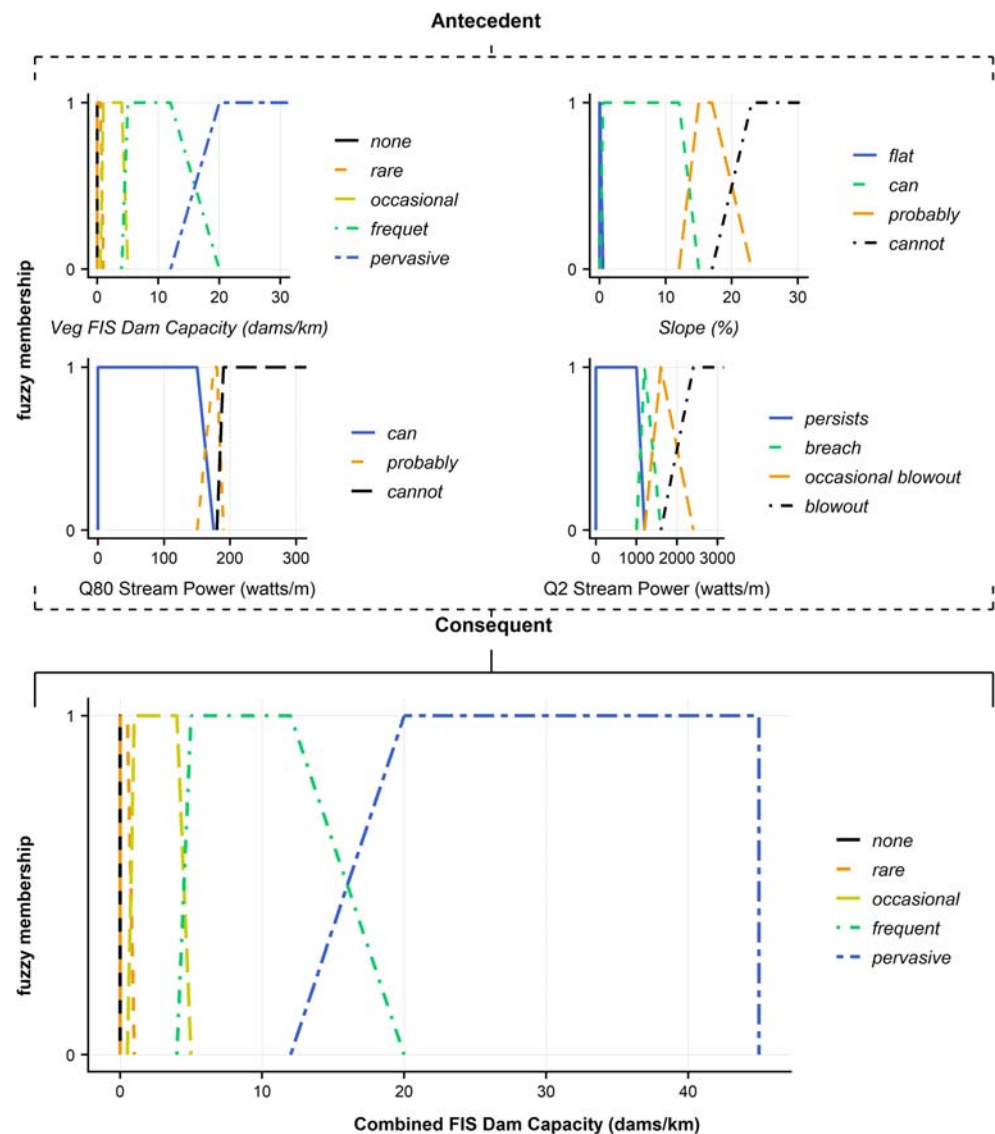 Antecedent
fuzzy membership
1
0
0 10 20 30
Veg FIS Dam Capacity (dams/km)
none
rare
occasional
frequet
pervasive
1
0
0 10 20 30
Slope (%)
flat
can
probably
cannot
1
0
0 100 200 300
Q80 Stream Power (watts/m)
can
probably
cannot
1
0
0 1000 2000 3000
Q2 Stream Power (watts/m)
persists
breach
occasional blowout
blowout
Consequent
fuzzy membership
1
0
0 10 20 30 40
Combined FIS Dam Capacity (dams/km)
none
rare
occasional
frequent
pervasive